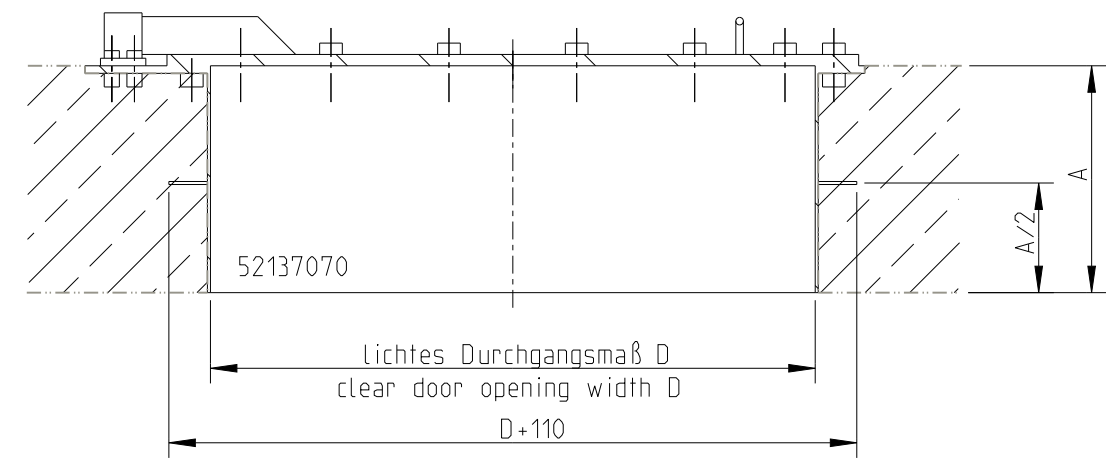 A
A/2
52137070
lichtes Durchgangsmaß D
clear door opening width D
D+110